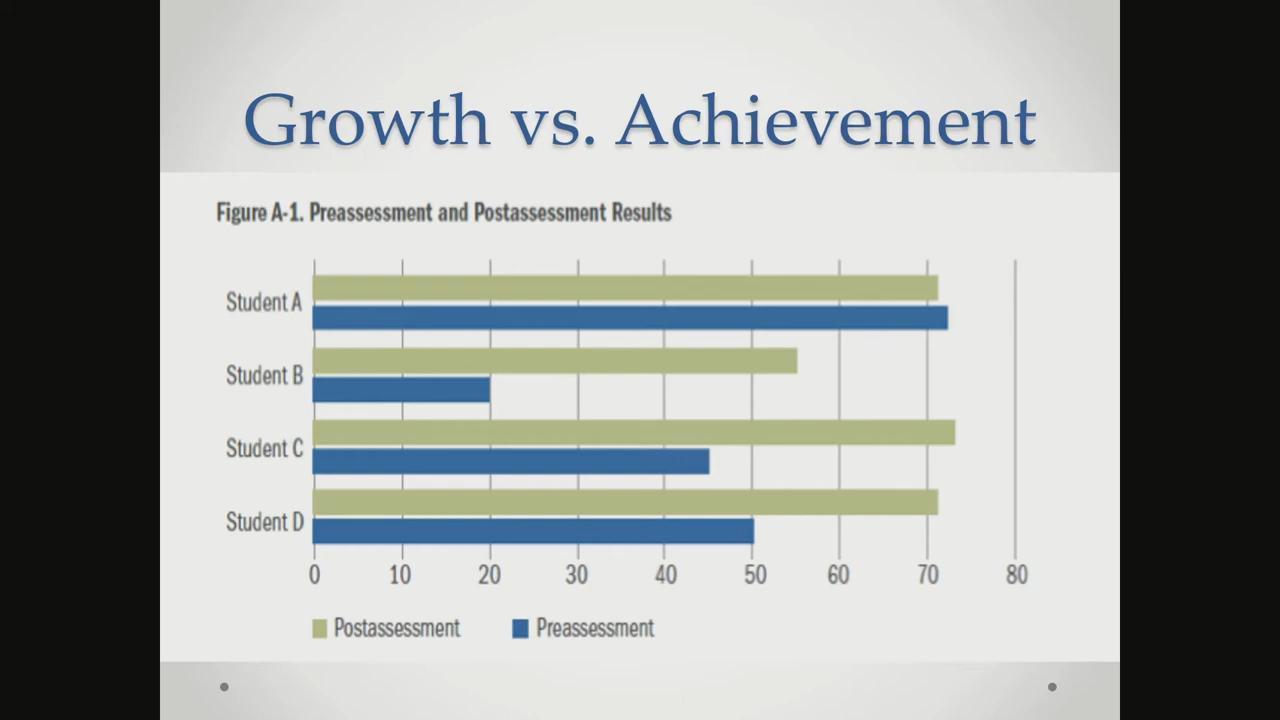 Growth vs. Achievement
Figure A-1. Preassessment and Postassessment Results
Student A
Student B
Student C
Student D
0 10 20 30 40 50 60 70 80
Postassessment Preassessment